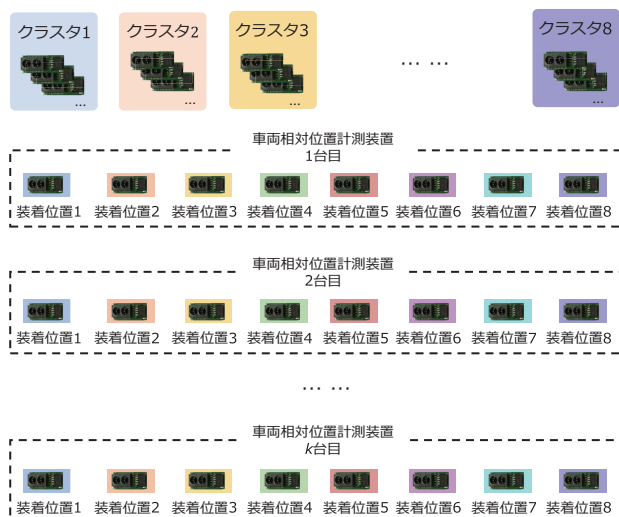 クラスタ1
クラスタ2
クラスタ3
クラスタ8
... ...
...
...
...
...
車両相対位置計測装置
1台目
装着位置1
装着位置2
装着位置3
装着位置4
装着位置5
装着位置6
装着位置7
装着位置8
車両相対位置計測装置
2台目
装着位置1
装着位置2
装着位置3
装着位置4
装着位置5
装着位置6
装着位置7
装着位置8
... ...
車両相対位置計測装置
k台目
装着位置1
装着位置2
装着位置3
装着位置4
装着位置5
装着位置6
装着位置7
装着位置8